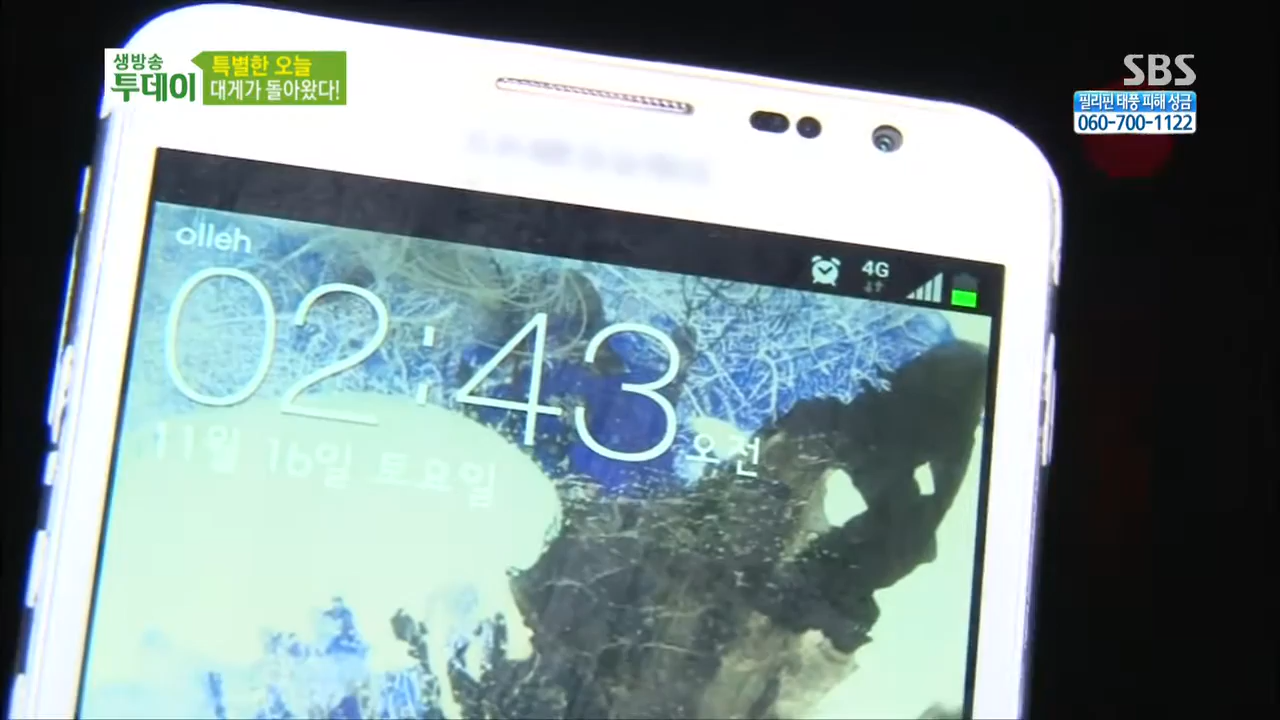 생방송
투데이
특별한 오늘
대게가 돌아왔다!
SBS
필리핀 태풍 피해 성금
060-700-1122
olleh
4G
02:43 오전
11월 16일 토요일